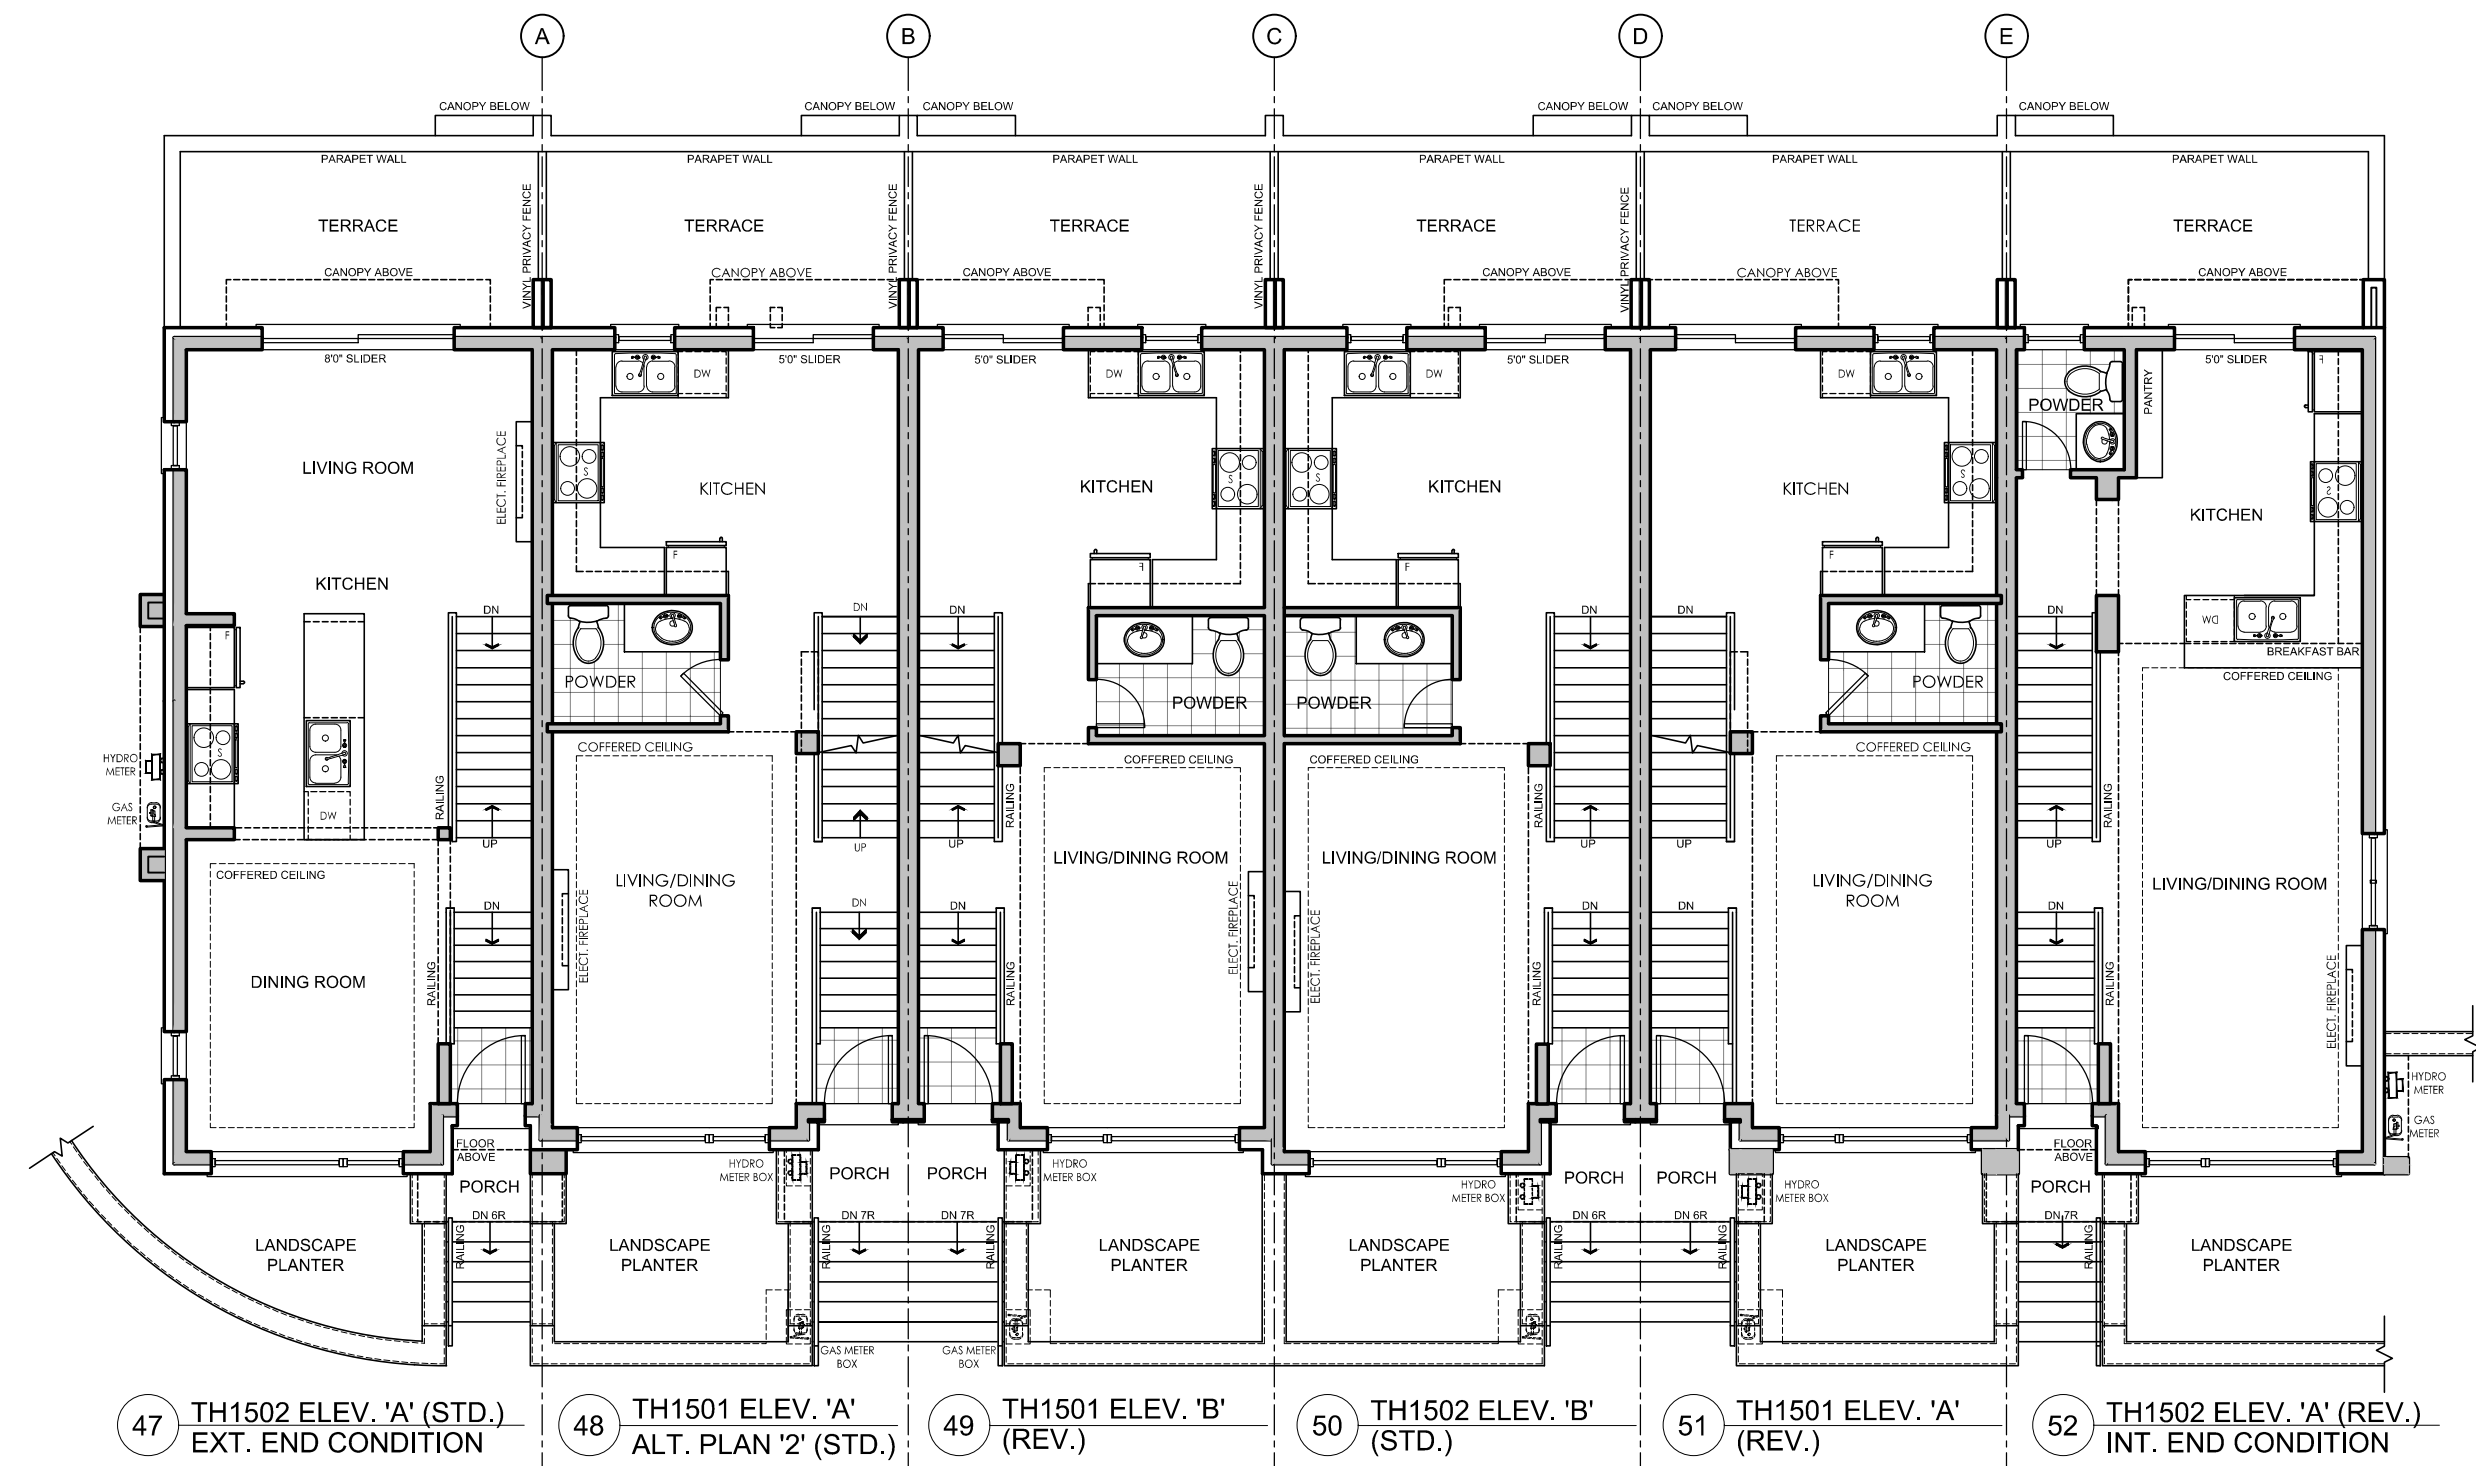 A B C D E
CANOPY BELOW CANOPY BELOW CANOPY BELOW CANOPY BELOW CANOPY BELOW CANOPY BELOW
PARAPET WALL PARAPET WALL PARAPET WALL PARAPET WALL PARAPET WALL PARAPET WALL
TERRACE TERRACE TERRACE TERRACE TERRACE TERRACE
VINYL PRIVACY FENCE VINYL PRIVACY FENCE VINYL PRIVACY FENCE VINYL PRIVACY FENCE
CANOPY ABOVE CANOPY ABOVE CANOPY ABOVE CANOPY ABOVE CANOPY ABOVE CANOPY ABOVE
8'0" SLIDER 5'0" SLIDER 5'0" SLIDER 5'0" SLIDER 5'0" SLIDER
DW DW DW DW F
POWDER PANTRY
LIVING ROOM ELECT. FIREPLACE
S S S S S
KITCHEN KITCHEN KITCHEN KITCHEN KITCHEN
F F F F
KITCHEN
DN DN DN DN DN DN
F DW
BREAKFAST BAR
COFFERED CEILING
POWDER POWDER POWDER POWDER
COFFERED CEILING COFFERED CEILING COFFERED CEILING COFFERED CEILING
HYDRO
METER
S
GAS
METER
DW
RAILING RAILING RAILING RAILING
UP UP UP UP UP UP
COFFERED CEILING
LIVING/DINING
ROOM
LIVING/DINING ROOM
LIVING/DINING ROOM
LIVING/DINING
ROOM
LIVING/DINING ROOM
DN DN DN DN DN DN
ELECT. FIREPLACE ELECT. FIREPLACE ELECT. FIREPLACE ELECT. FIREPLACE
DINING ROOM
RAILING RAILING RAILING RAILING
HYDRO
METER
GAS
METER
FLOOR
ABOVE
FLOOR
ABOVE
HYDRO
METER BOX
HYDRO
METER BOX
HYDRO
METER BOX
HYDRO
METER BOX
PORCH PORCH PORCH PORCH PORCH PORCH
DN 6R DN 7R DN 7R DN 6R DN 6R DN 7R
RAILING RAILING RAILING RAILING RAILING RAILING
LANDSCAPE
PLANTER
LANDSCAPE
PLANTER
LANDSCAPE
PLANTER
LANDSCAPE
PLANTER
LANDSCAPE
PLANTER
LANDSCAPE
PLANTER
GAS METER
BOX
GAS METER
BOX
47 TH1502 ELEV. 'A' (STD.)
EXT. END CONDITION
48 TH1501 ELEV. 'A'
ALT. PLAN '2' (STD.)
49 TH1501 ELEV. 'B'
(REV.)
50 TH1502 ELEV. 'B'
(STD.)
51 TH1501 ELEV. 'A'
(REV.)
52 TH1502 ELEV. 'A' (REV.)
INT. END CONDITION